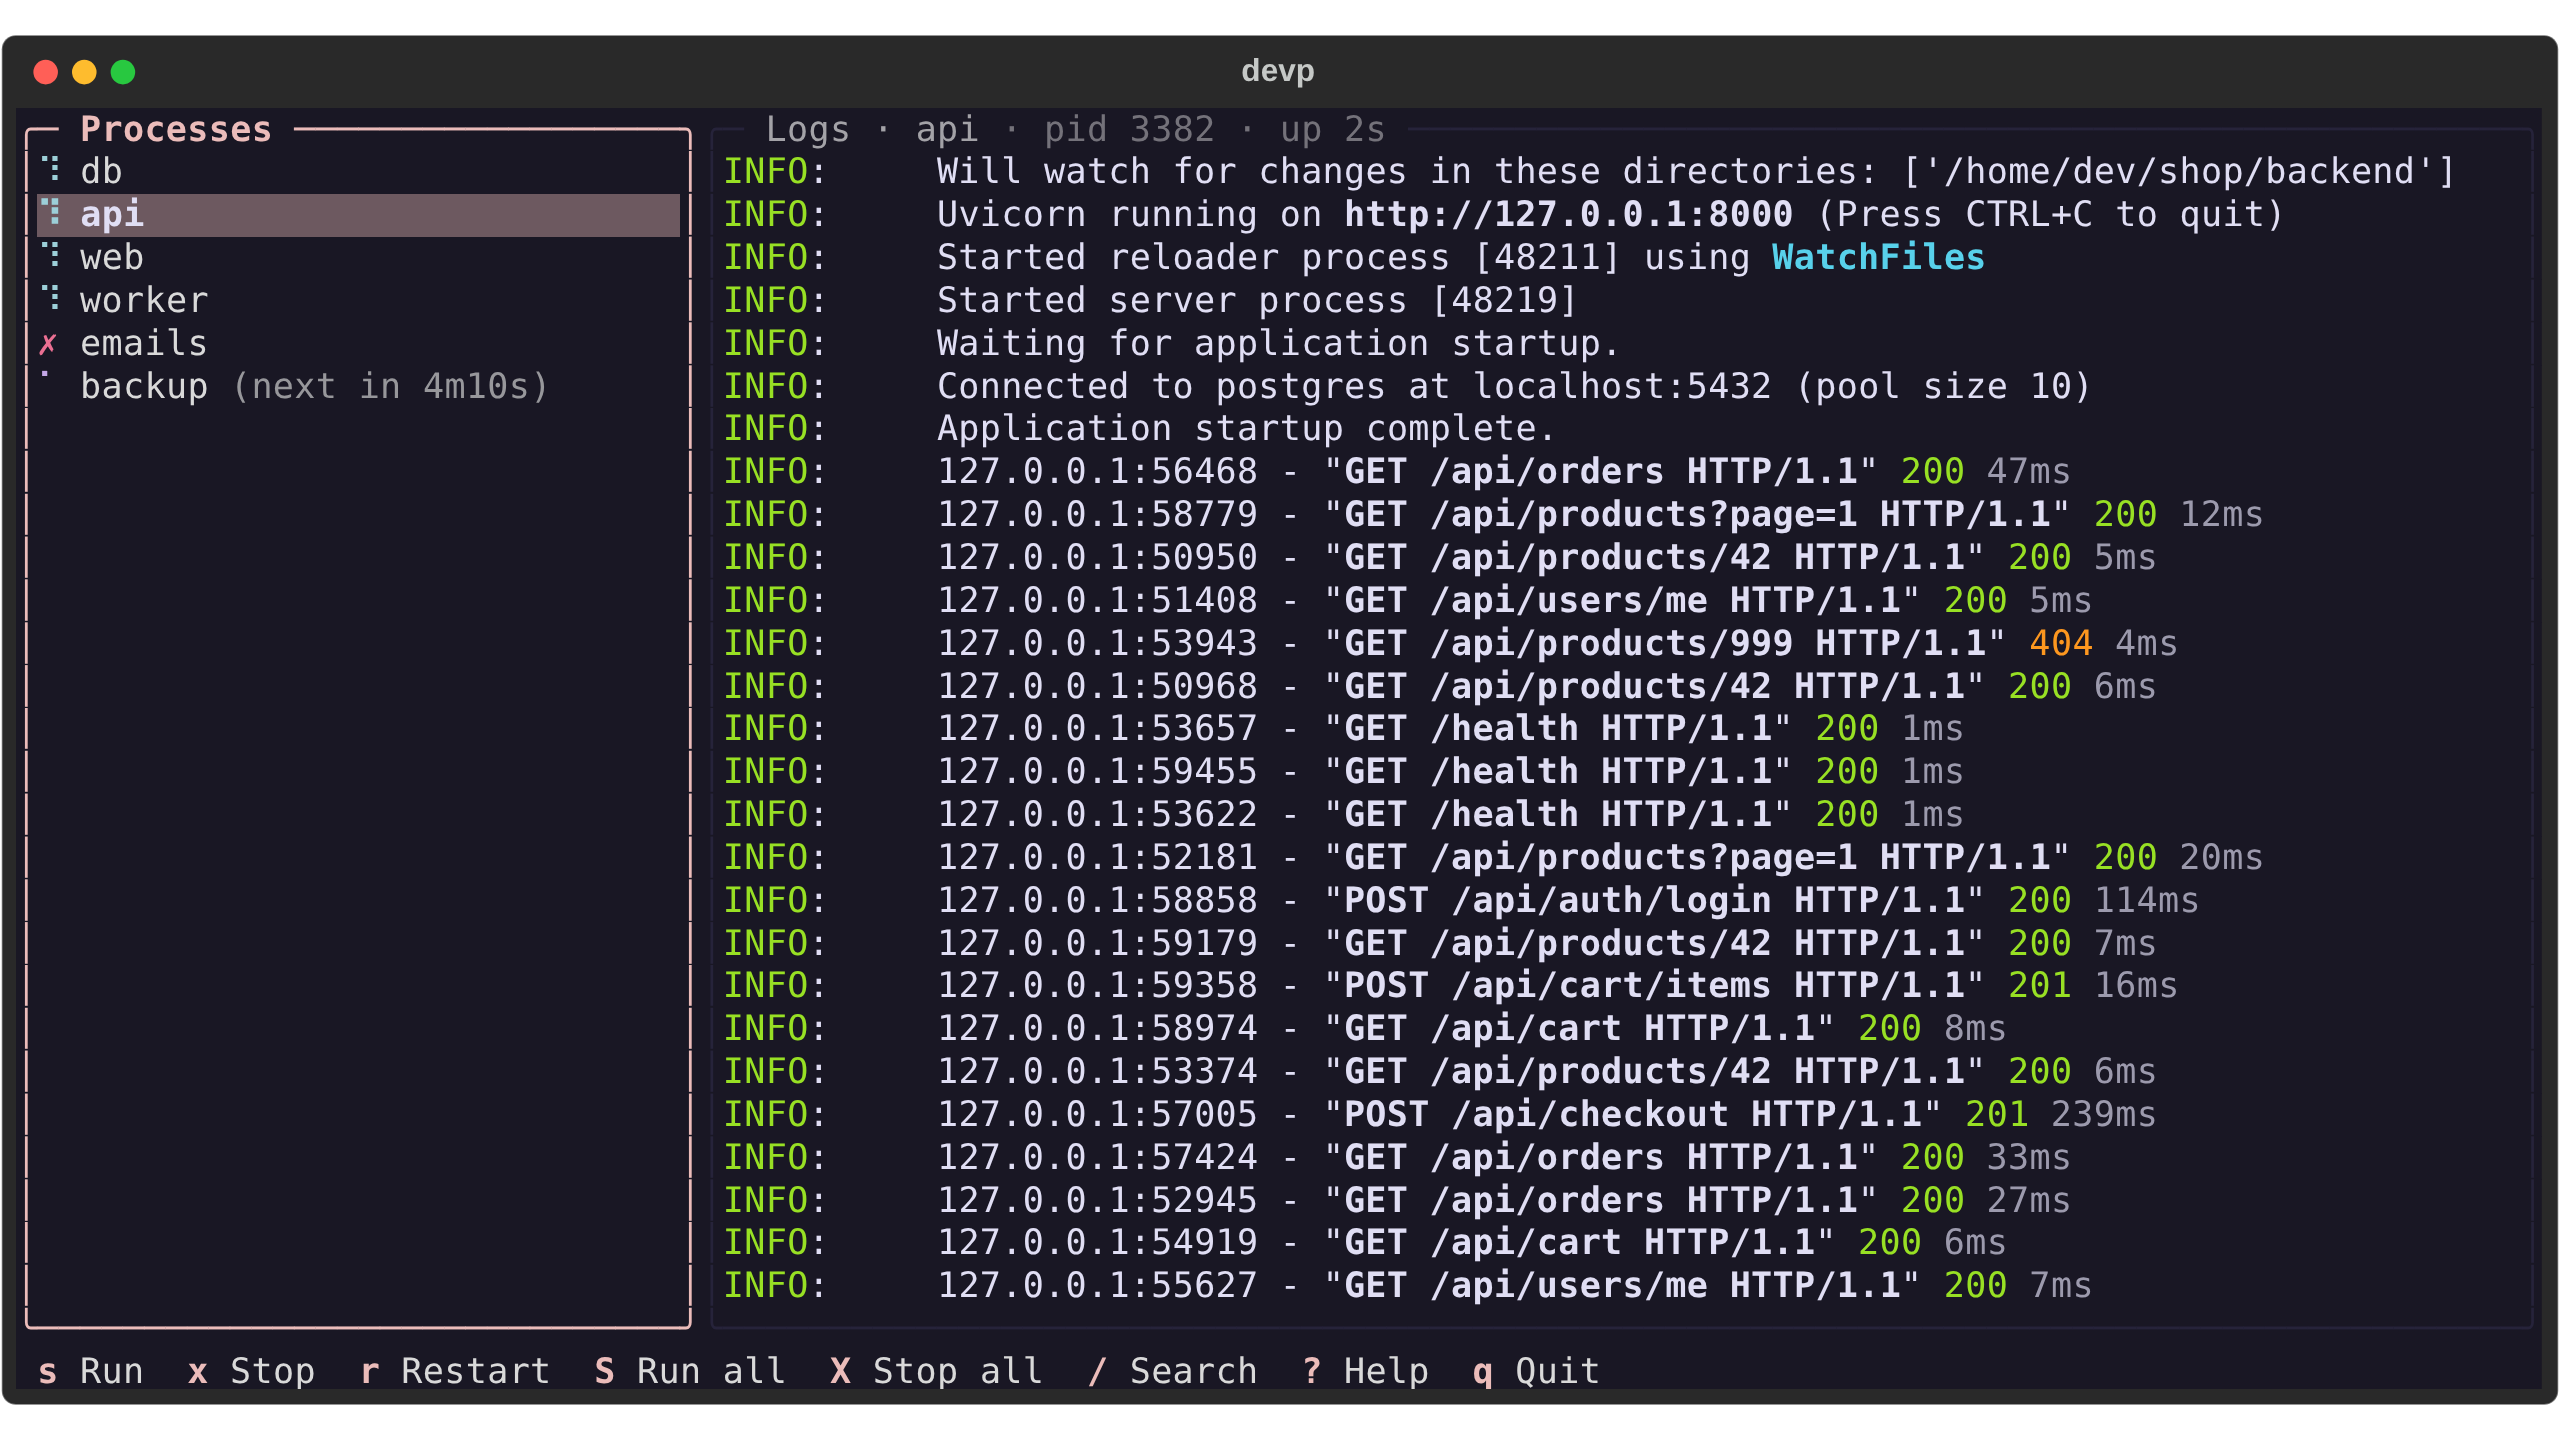 devp
Processes
db
api
web
worker
✗ emails
backup (next in 4m10s)
Logs · api · pid 3382 · up 2s
INFO:     Will watch for changes in these directories: ['/home/dev/shop/backend']
INFO:     Uvicorn running on http://127.0.0.1:8000 (Press CTRL+C to quit)
INFO:     Started reloader process [48211] using WatchFiles
INFO:     Started server process [48219]
INFO:     Waiting for application startup.
INFO:     Connected to postgres at localhost:5432 (pool size 10)
INFO:     Application startup complete.
INFO:     127.0.0.1:56468 - "GET /api/orders HTTP/1.1" 200 47ms
INFO:     127.0.0.1:58779 - "GET /api/products?page=1 HTTP/1.1" 200 12ms
INFO:     127.0.0.1:50950 - "GET /api/products/42 HTTP/1.1" 200 5ms
INFO:     127.0.0.1:51408 - "GET /api/users/me HTTP/1.1" 200 5ms
INFO:     127.0.0.1:53943 - "GET /api/products/999 HTTP/1.1" 404 4ms
INFO:     127.0.0.1:50968 - "GET /api/products/42 HTTP/1.1" 200 6ms
INFO:     127.0.0.1:53657 - "GET /health HTTP/1.1" 200 1ms
INFO:     127.0.0.1:59455 - "GET /health HTTP/1.1" 200 1ms
INFO:     127.0.0.1:53622 - "GET /health HTTP/1.1" 200 1ms
INFO:     127.0.0.1:52181 - "GET /api/products?page=1 HTTP/1.1" 200 20ms
INFO:     127.0.0.1:58858 - "POST /api/auth/login HTTP/1.1" 200 114ms
INFO:     127.0.0.1:59179 - "GET /api/products/42 HTTP/1.1" 200 7ms
INFO:     127.0.0.1:59358 - "POST /api/cart/items HTTP/1.1" 201 16ms
INFO:     127.0.0.1:58974 - "GET /api/cart HTTP/1.1" 200 8ms
INFO:     127.0.0.1:53374 - "GET /api/products/42 HTTP/1.1" 200 6ms
INFO:     127.0.0.1:57005 - "POST /api/checkout HTTP/1.1" 201 239ms
INFO:     127.0.0.1:57424 - "GET /api/orders HTTP/1.1" 200 33ms
INFO:     127.0.0.1:52945 - "GET /api/orders HTTP/1.1" 200 27ms
INFO:     127.0.0.1:54919 - "GET /api/cart HTTP/1.1" 200 6ms
INFO:     127.0.0.1:55627 - "GET /api/users/me HTTP/1.1" 200 7ms
s Run  x Stop  r Restart  S Run all  X Stop all  / Search  ? Help  q Quit